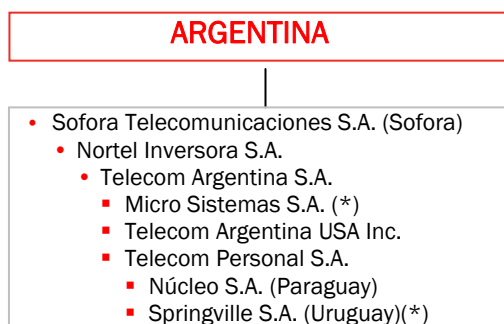 ARGENTINA
• Sofora Telecomunicaciones S.A. (Sofora)
• Nortel Inversora S.A.
• Telecom Argentina S.A.
▪ Micro Sistemas S.A. (*)
▪ Telecom Argentina USA Inc.
▪ Telecom Personal S.A.
▪ Núcleo S.A. (Paraguay)
▪ Springville S.A. (Uruguay)(*)